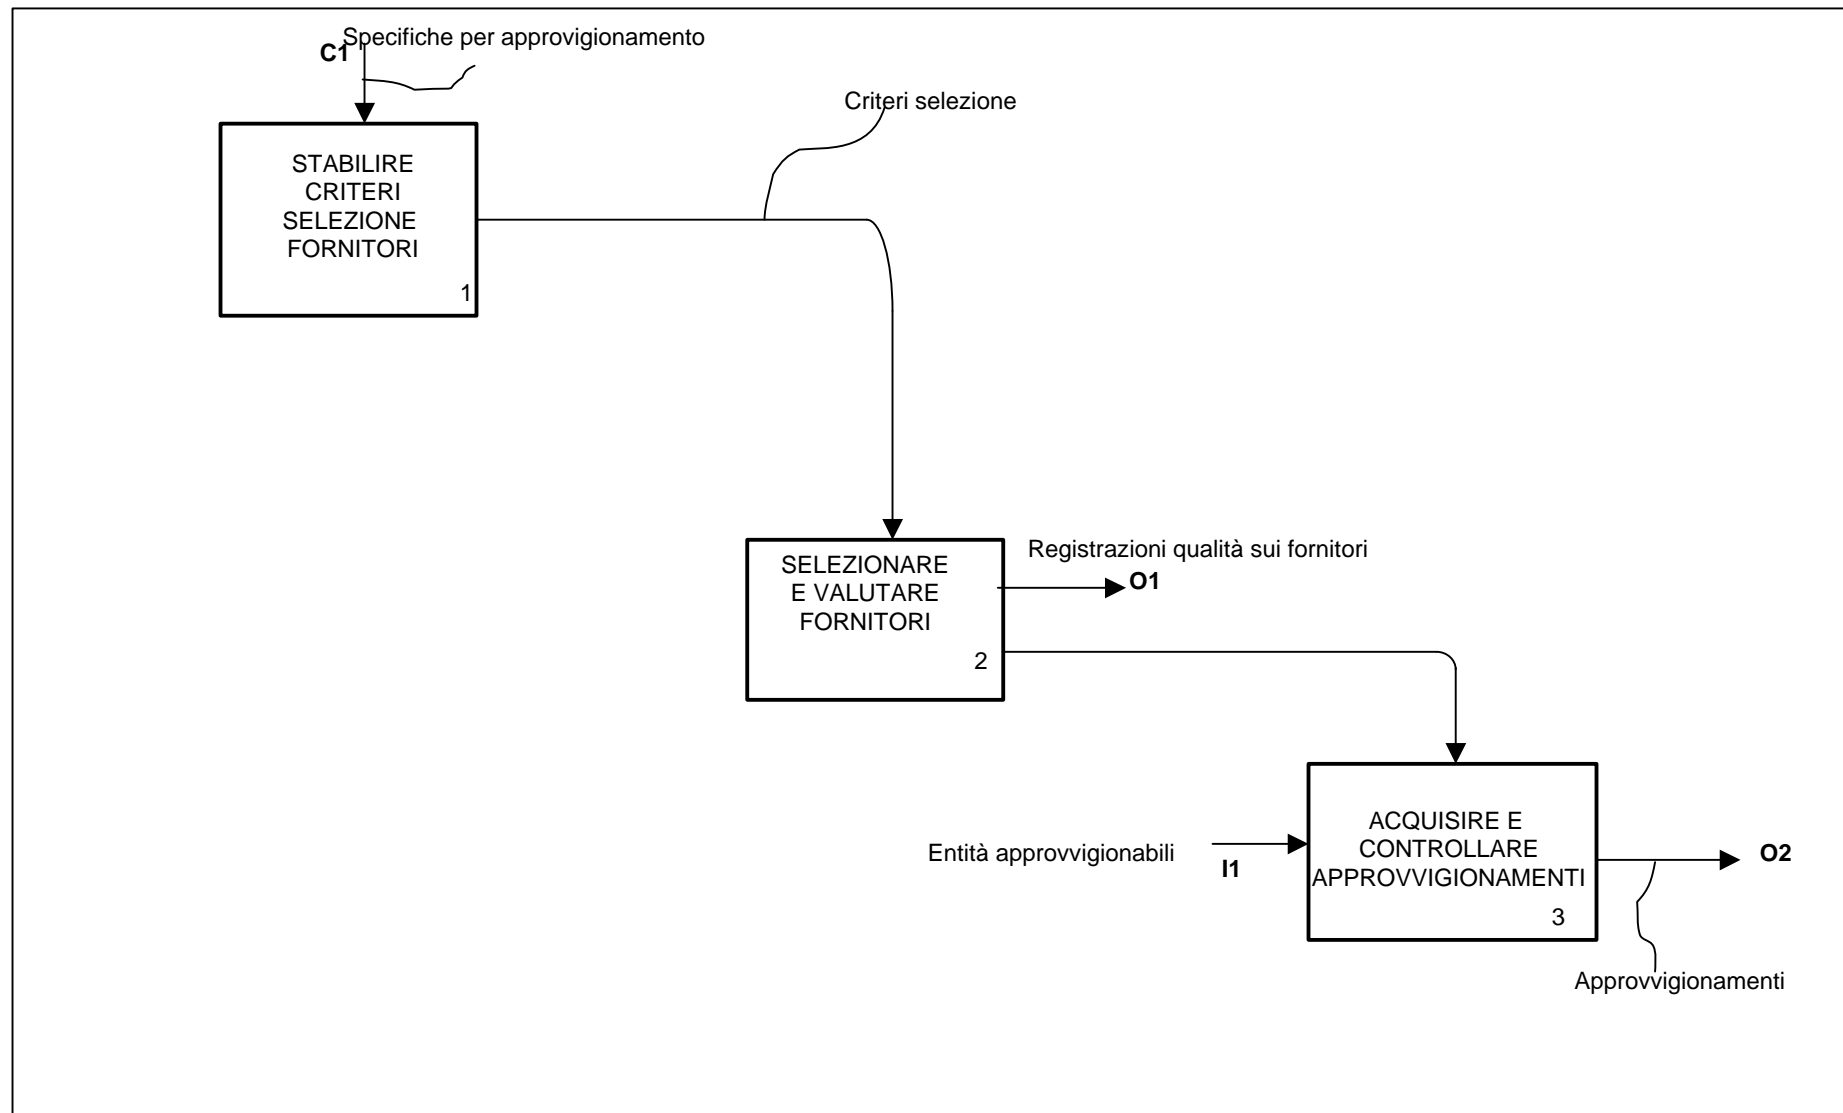 Specifiche per approvigionamento
C1
Criteri selezione
STABILIRE
CRITERI
SELEZIONE
FORNITORI
1
Registrazioni qualità sui fornitori
O1
SELEZIONARE
E VALUTARE
FORNITORI
2
Entità approvvigionabili
I1
ACQUISIRE E
CONTROLLARE
APPROVVIGIONAMENTI
3
O2
Approvvigionamenti